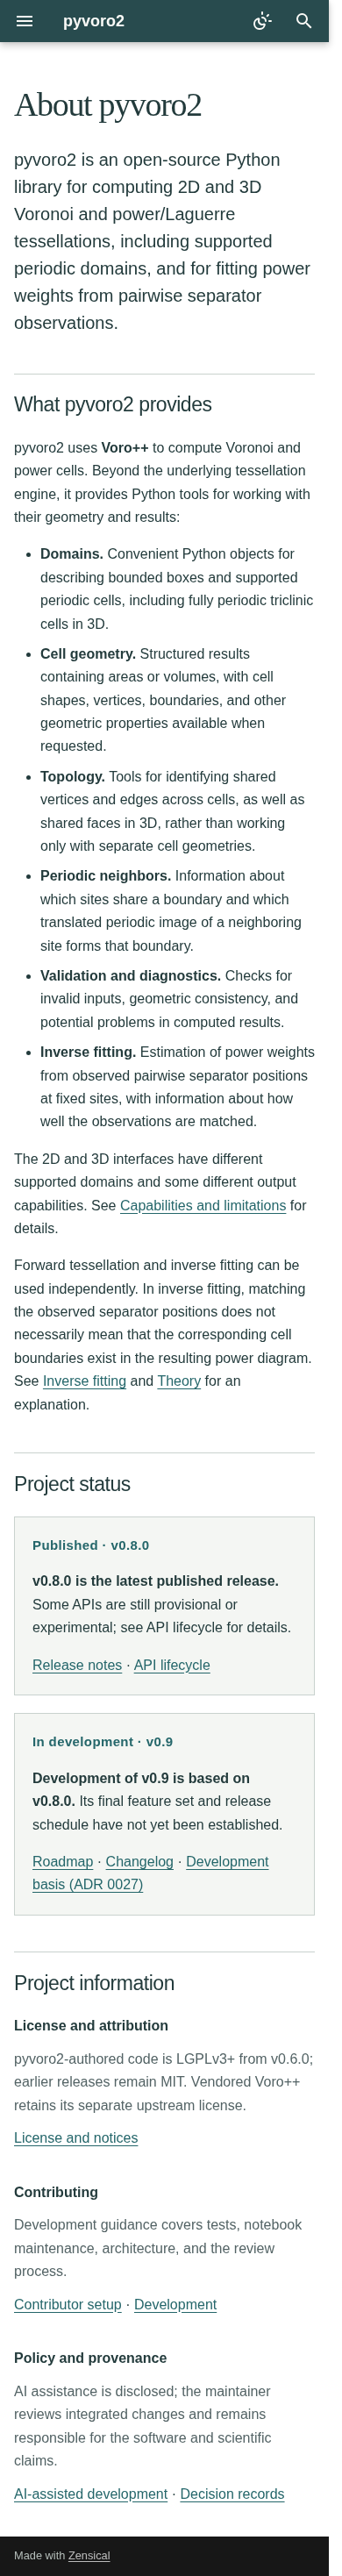 pyvoro2
About pyvoro2
pyvoro2 is an open-source Python
library for computing 2D and 3D
Voronoi and power/Laguerre
tessellations, including supported
periodic domains, and for fitting power
weights from pairwise separator
observations.
What pyvoro2 provides
pyvoro2 uses Voro++ to compute Voronoi and
power cells. Beyond the underlying tessellation
engine, it provides Python tools for working with
their geometry and results:
• Domains. Convenient Python objects for
describing bounded boxes and supported
periodic cells, including fully periodic triclinic
cells in 3D.
• Cell geometry. Structured results
containing areas or volumes, with cell
shapes, vertices, boundaries, and other
geometric properties available when
requested.
• Topology. Tools for identifying shared
vertices and edges across cells, as well as
shared faces in 3D, rather than working
only with separate cell geometries.
• Periodic neighbors. Information about
which sites share a boundary and which
translated periodic image of a neighboring
site forms that boundary.
• Validation and diagnostics. Checks for
invalid inputs, geometric consistency, and
potential problems in computed results.
• Inverse fitting. Estimation of power weights
from observed pairwise separator positions
at fixed sites, with information about how
well the observations are matched.
The 2D and 3D interfaces have different
supported domains and some different output
capabilities. See Capabilities and limitations for
details.
Forward tessellation and inverse fitting can be
used independently. In inverse fitting, matching
the observed separator positions does not
necessarily mean that the corresponding cell
boundaries exist in the resulting power diagram.
See Inverse fitting and Theory for an
explanation.
Project status
Published · v0.8.0
v0.8.0 is the latest published release.
Some APIs are still provisional or
experimental; see API lifecycle for details.
Release notes · API lifecycle
In development · v0.9
Development of v0.9 is based on
v0.8.0. Its final feature set and release
schedule have not yet been established.
Roadmap · Changelog · Development
basis (ADR 0027)
Project information
License and attribution
pyvoro2-authored code is LGPLv3+ from v0.6.0;
earlier releases remain MIT. Vendored Voro++
retains its separate upstream license.
License and notices
Contributing
Development guidance covers tests, notebook
maintenance, architecture, and the review
process.
Contributor setup · Development
Policy and provenance
AI assistance is disclosed; the maintainer
reviews integrated changes and remains
responsible for the software and scientific
claims.
AI-assisted development · Decision records
Made with Zensical